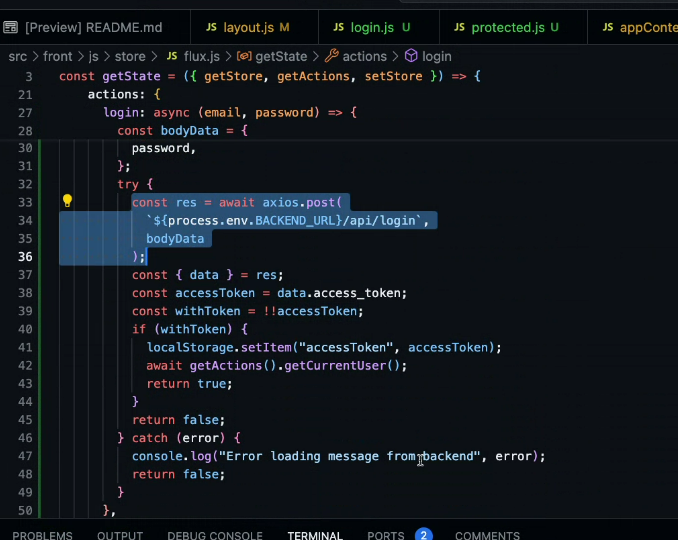 [Preview] README.md JS layout.js M JS login.js U JS protected.js U JS appConte
src > front > js > store > JS flux.js > getState > actions > login
3 const getState = ({ getStore, getActions, setStore }) => {
21 actions: {
27 login: async (email, password) => {
28 const bodyData = {
30 password,
31 };
32 try {
33 const res = await axios.post(
34 `${process.env.BACKEND_URL}/api/login`,
35 bodyData
36 );
37 const { data } = res;
38 const accessToken = data.access_token;
39 const withToken = !!accessToken;
40 if (withToken) {
41 localStorage.setItem("accessToken", accessToken);
42 await getActions().getCurrentUser();
43 return true;
44 }
45 return false;
46 } catch (error) {
47 console.log("Error loading message from backend", error);
48 return false;
49 }
50 },
PROBLEMS OUTPUT DEBUG CONSOLE TERMINAL PORTS 2 COMMENTS